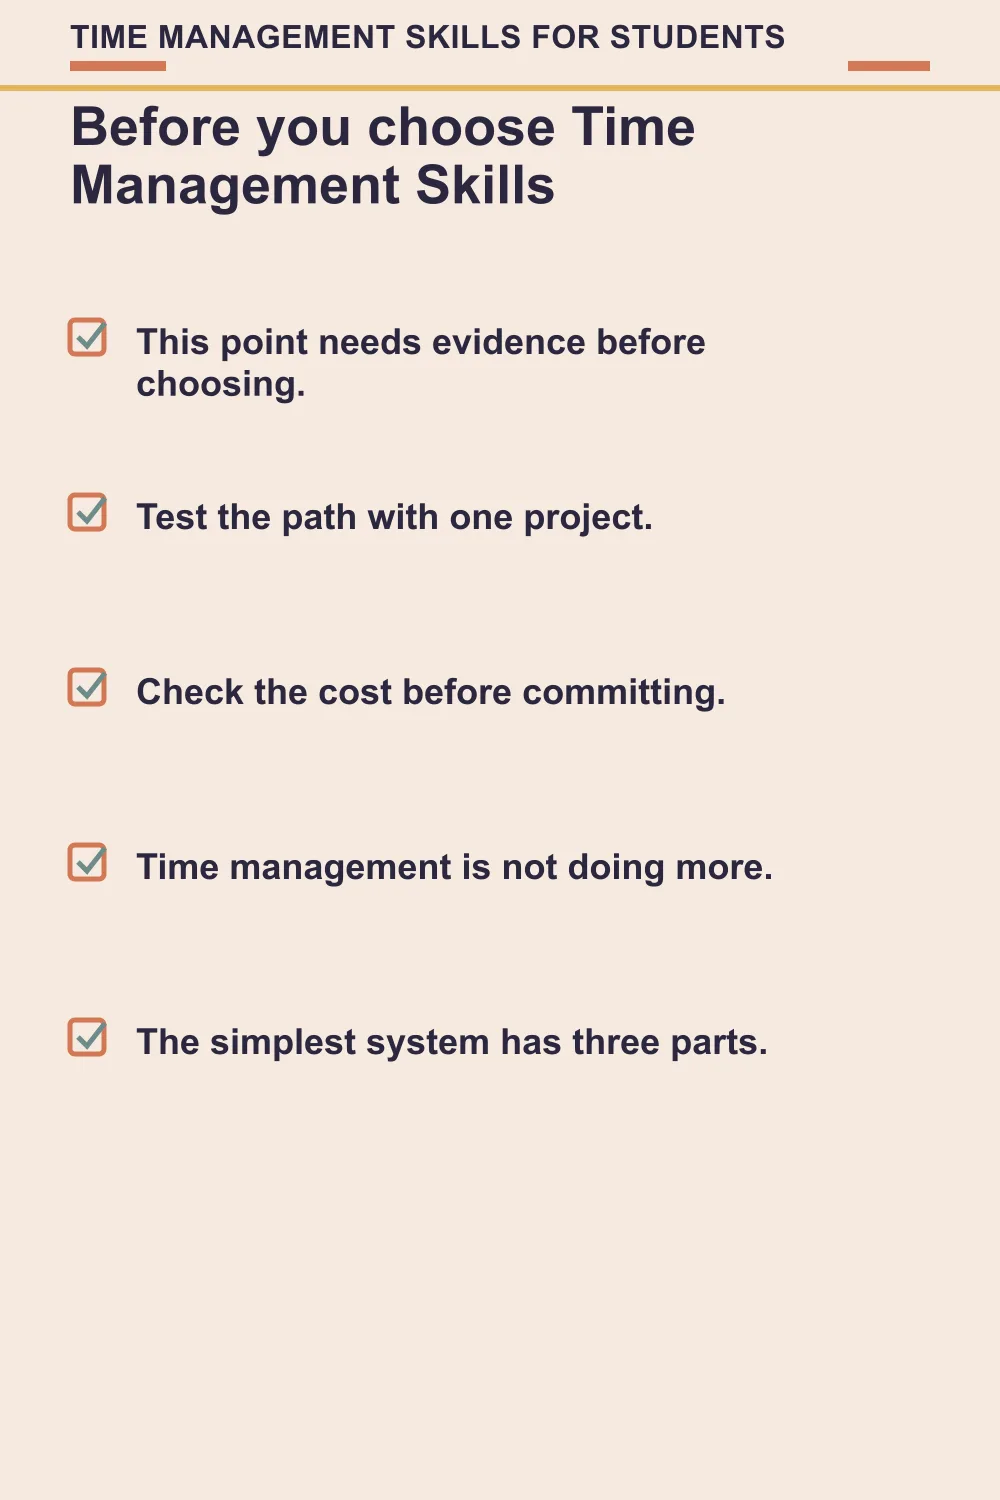 TIME MANAGEMENT SKILLS FOR STUDENTS
Before you choose Time
Management Skills
This point needs evidence before
choosing.
Test the path with one project.
Check the cost before committing.
Time management is not doing more.
The simplest system has three parts.